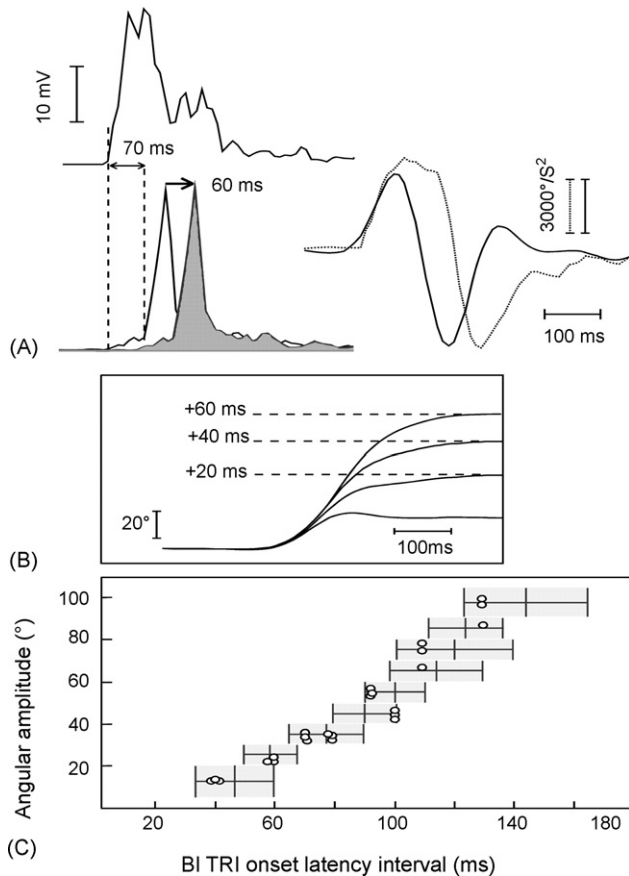 10 mV
70 ms
60 ms
3000°/S²
100 ms
(A)
+60 ms
+40 ms
+20 ms
20°
100ms
(B)
Angular amplitude (°)
100
80
60
40
20
20 60 100 140 180
(C)
BI TRI onset latency interval (ms)